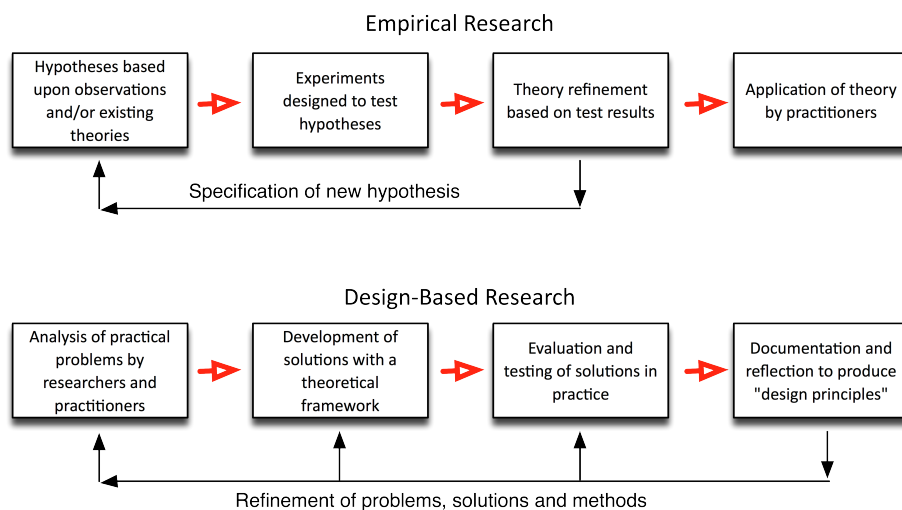 Empirical Research
Hypotheses based
upon observations
and/or existing
theories
Experiments
designed to test
hypotheses
Theory refinement
based on test results
Application of theory
by practitioners
Specification of new hypothesis
Design-Based Research
Analysis of practical
problems by
researchers and
practitioners
Development of
solutions with a
theoretical
framework
Evaluation and
testing of solutions in
practice
Documentation and
reflection to produce
"design principles"
Refinement of problems, solutions and methods